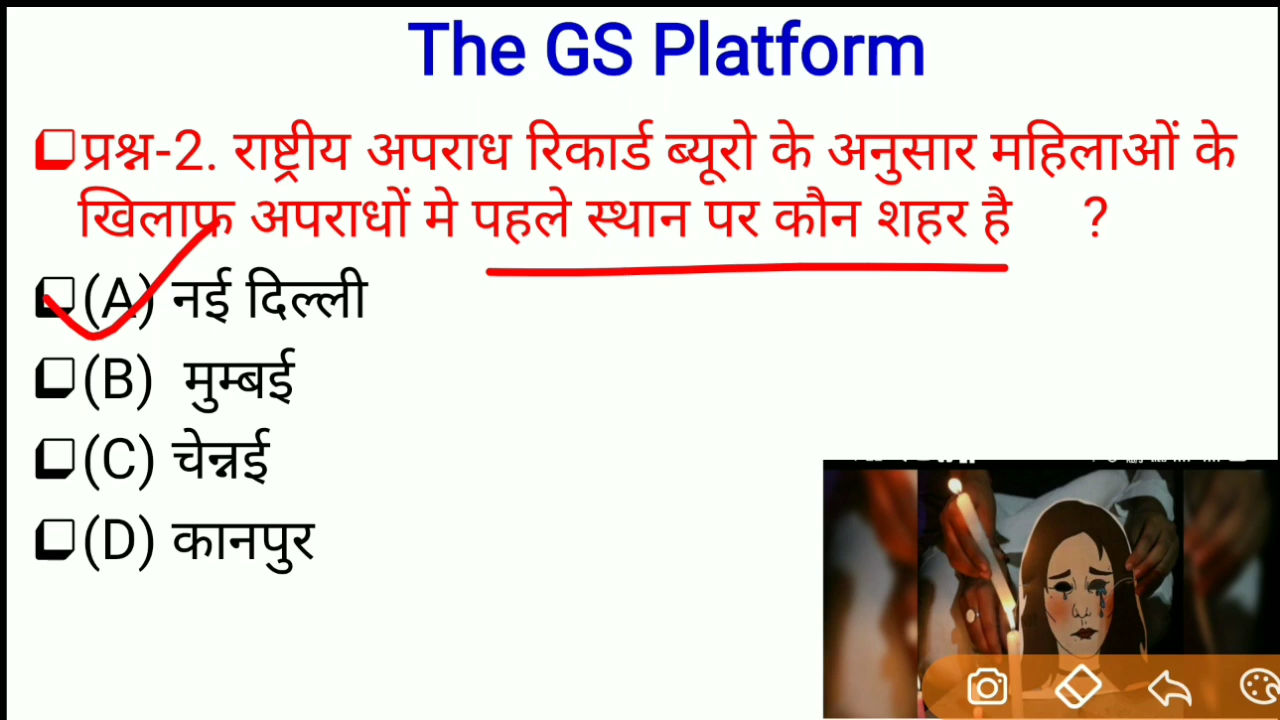 The GS Platform
प्रश्न-2. राष्ट्रीय अपराध रिकार्ड ब्यूरो के अनुसार महिलाओं के
खिलाफ अपराधों मे पहले स्थान पर कौन शहर है ?
(A) नई दिल्ली
(B) मुम्बई
(C) चेन्नई
(D) कानपुर